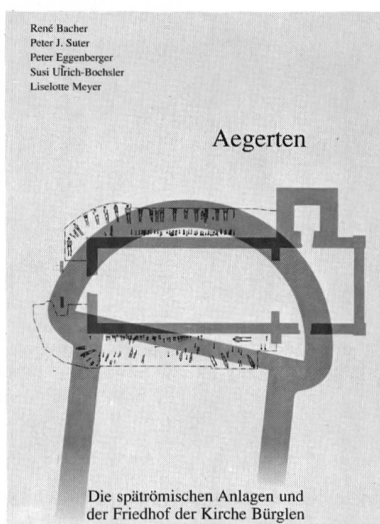 René Bacher
Peter J. Suter
Peter Eggenberger
Susi Ulrich-Bochsler
Liselotte Meyer
Aegerten
Die spätrömischen Anlagen und
der Friedhof der Kirche Bürglen